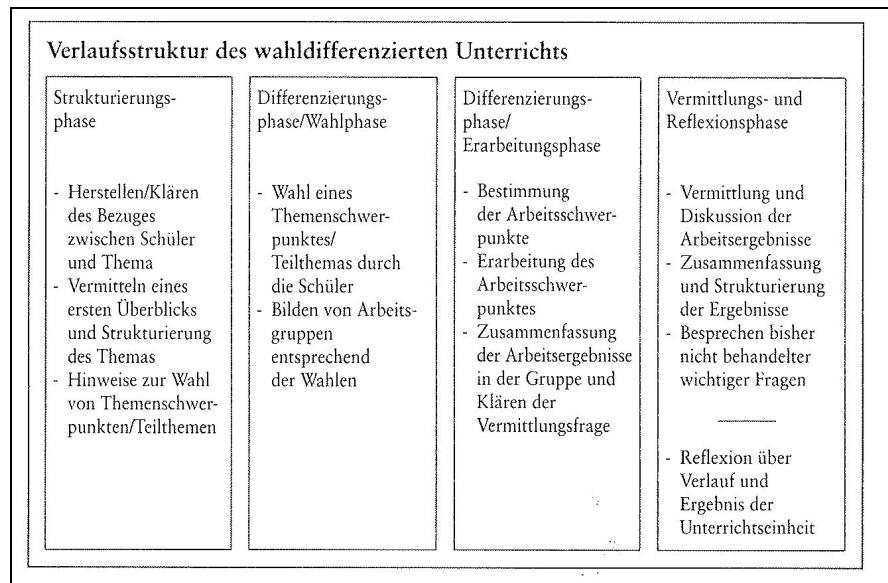 Verlaufsstruktur des wahldifferenzierten Unterrichts
Strukturierungs-
phase
- Herstellen/Klären
des Bezuges
zwischen Schüler
und Thema
- Vermitteln eines
ersten Überblicks
und Strukturierung
des Themas
- Hinweise zur Wahl
von Themenschwer-
punkten/Teilthemen
Differenzierungs-
phase/Wahlphase
- Wahl eines
Themenschwer-
punktes/
Teilthemas durch
die Schüler
- Bilden von Arbeits-
gruppen
entsprechend
der Wahlen
Differenzierungs-
phase/
Erarbeitungsphase
- Bestimmung
der Arbeitsschwer-
punkte
- Erarbeitung des
Arbeitsschwer-
punktes
- Zusammenfassung
der Arbeitsergebnisse
in der Gruppe und
Klären der
Vermittlungsfrage
Vermittlungs- und
Reflexionsphase
- Vermittlung und
Diskussion der
Arbeitsergebnisse
- Zusammenfassung
und Strukturierung
der Ergebnisse
- Besprechen bisher
nicht behandelter
wichtiger Fragen
- Reflexion über
Verlauf und
Ergebnis der
Unterrichtseinheit